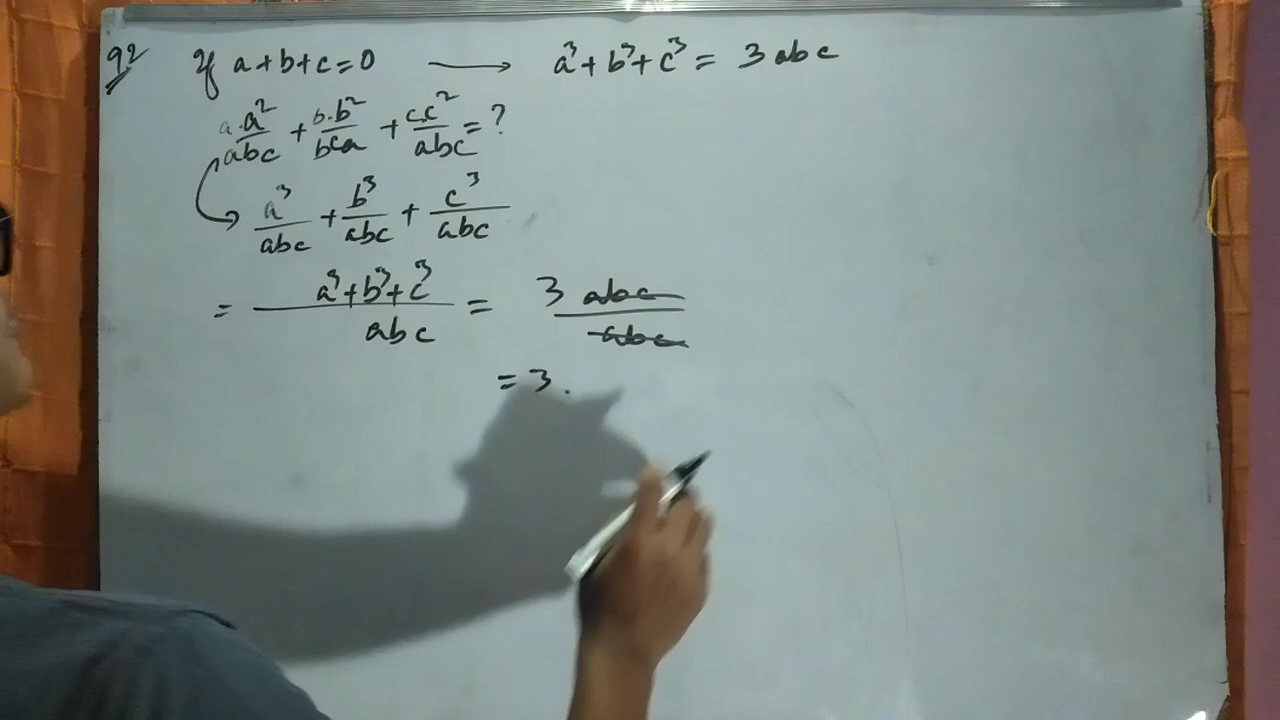 Q2 If a+b+c=0 ⟶ a³+b³+c³ = 3abc
a.a²/abc + b.b²/bca + c.c²/abc = ?
a³/abc + b³/abc + c³/abc
= a³+b³+c³/abc = 3abc/abc
= 3.